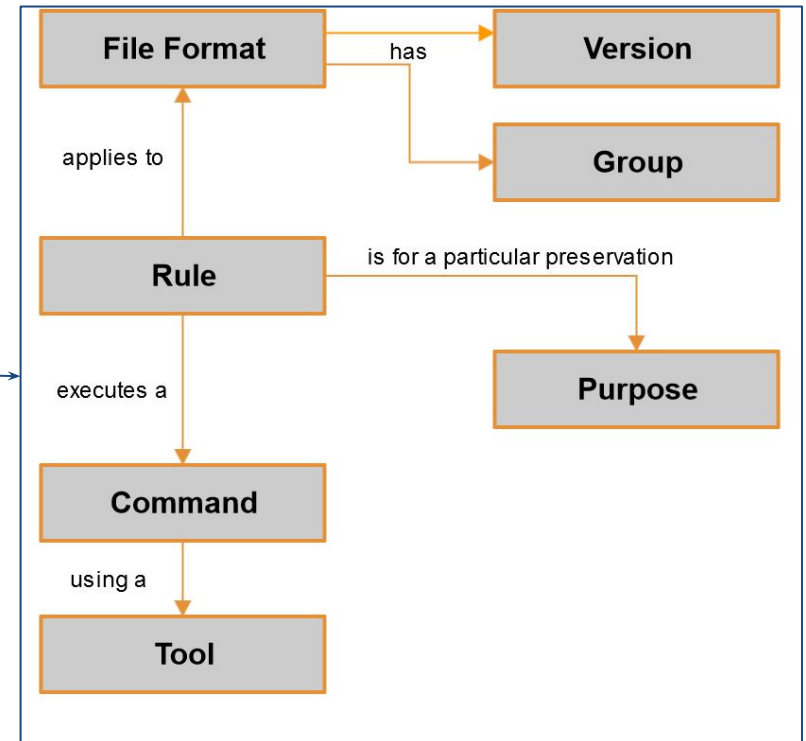 File Format
has
Version
Group
applies to
Rule
is for a particular preservation
Purpose
executes a
Command
using a
Tool